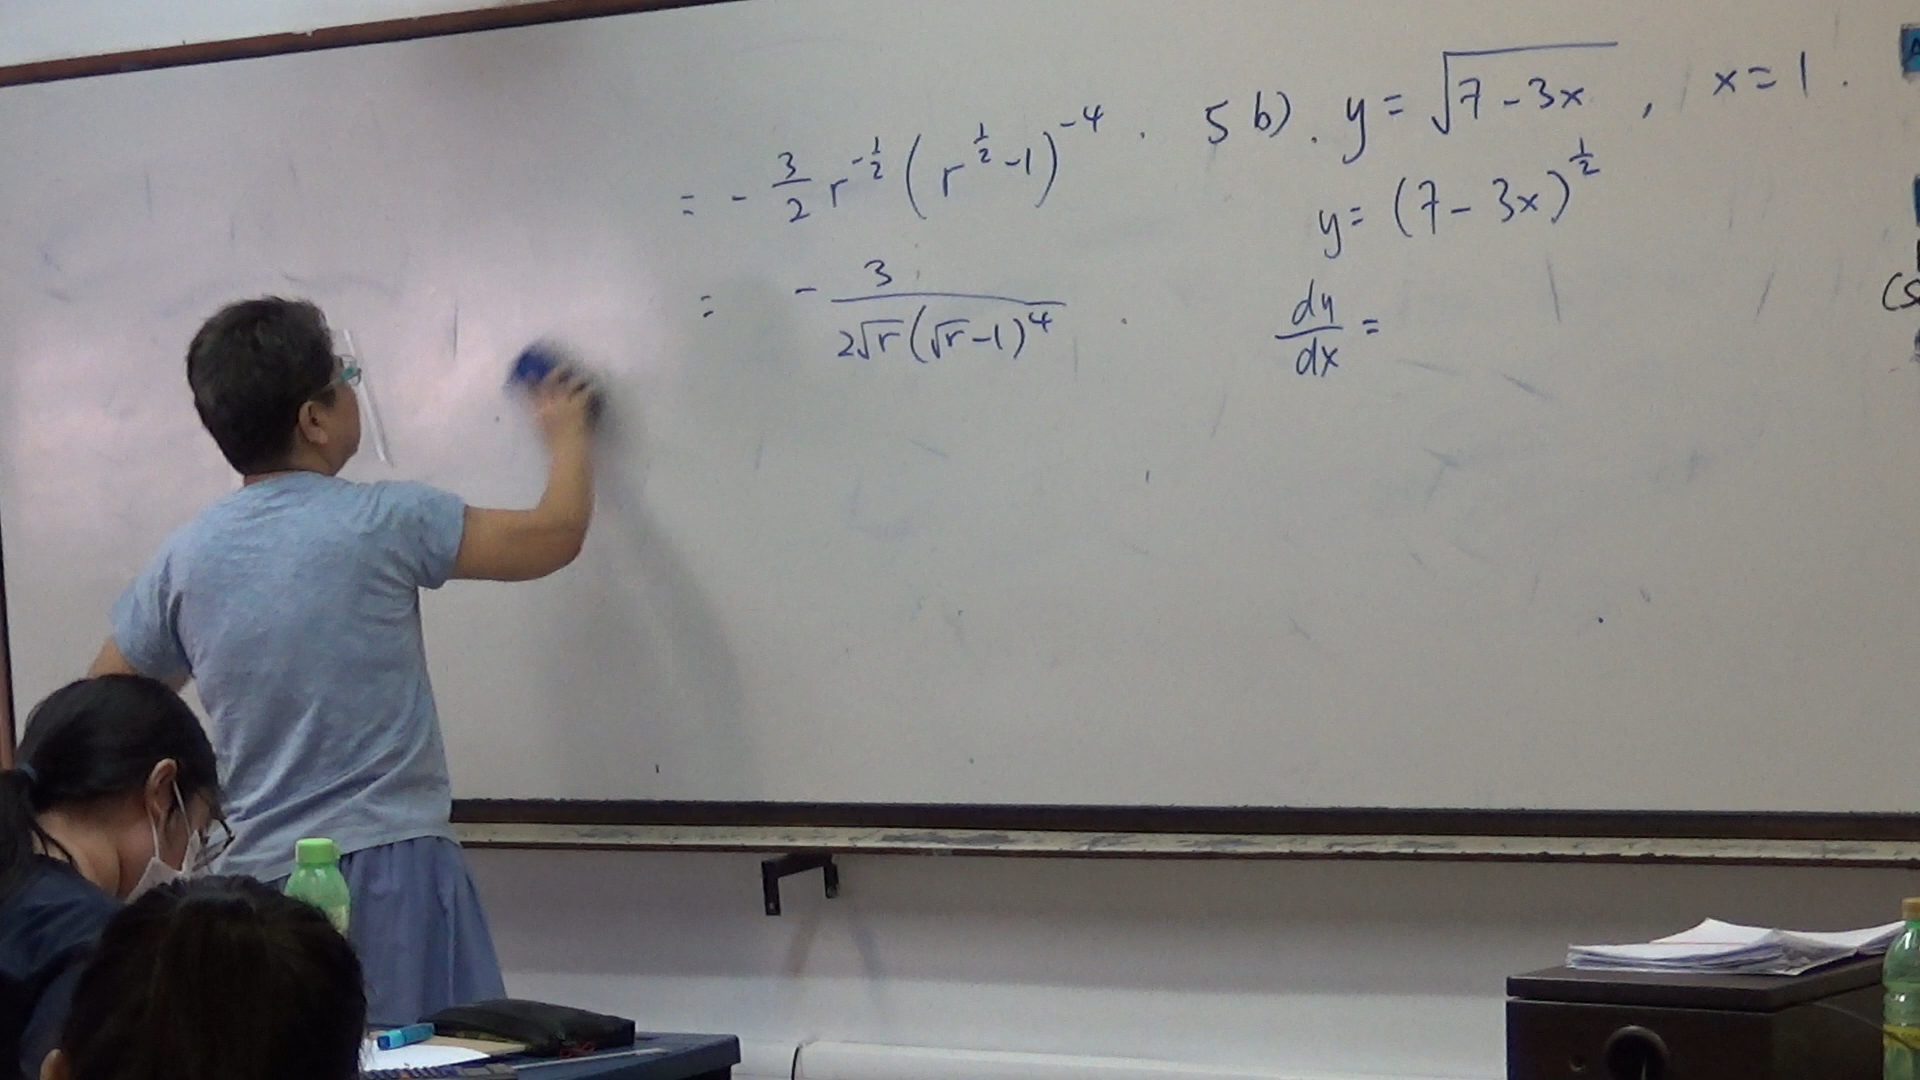 = - 3/2 r^{-1/2} (r^{1/2} - 1)^{-4} .
= - 3/(2√r (√r - 1)^4) .
5 b) . y = √(7 - 3x) , x = 1 .
y = (7 - 3x)^{1/2}
dy/dx =